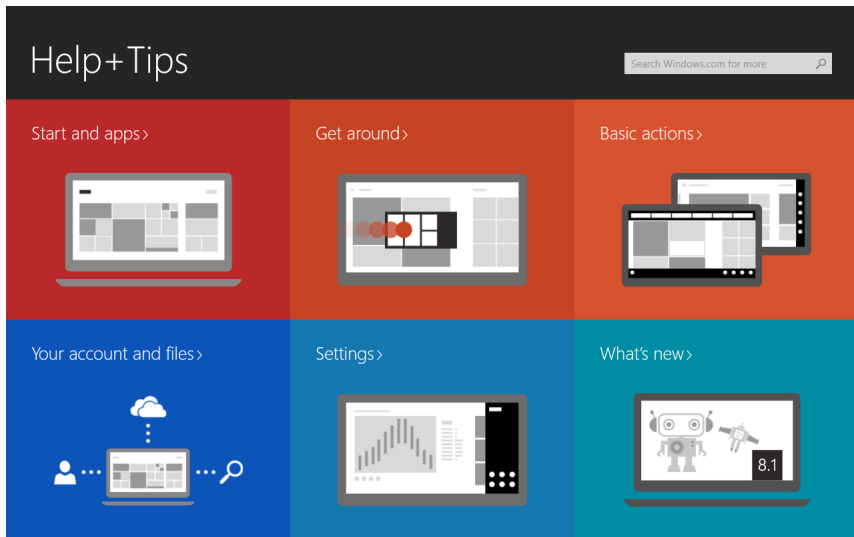 Help+Tips
Search Windows.com for more
Start and apps›
Get around›
Basic actions›
Your account and files›
Settings›
What's new›
8.1